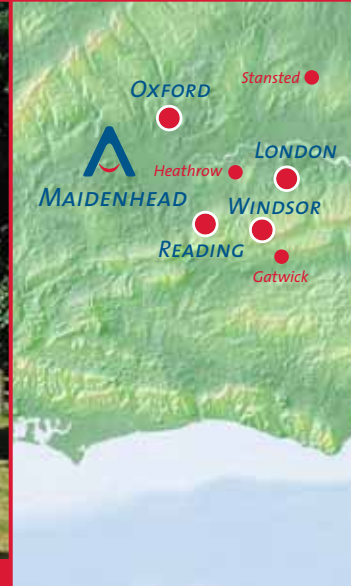 Stansted
OXFORD
LONDON
Heathrow
MAIDENHEAD
WINDSOR
READING
Gatwick